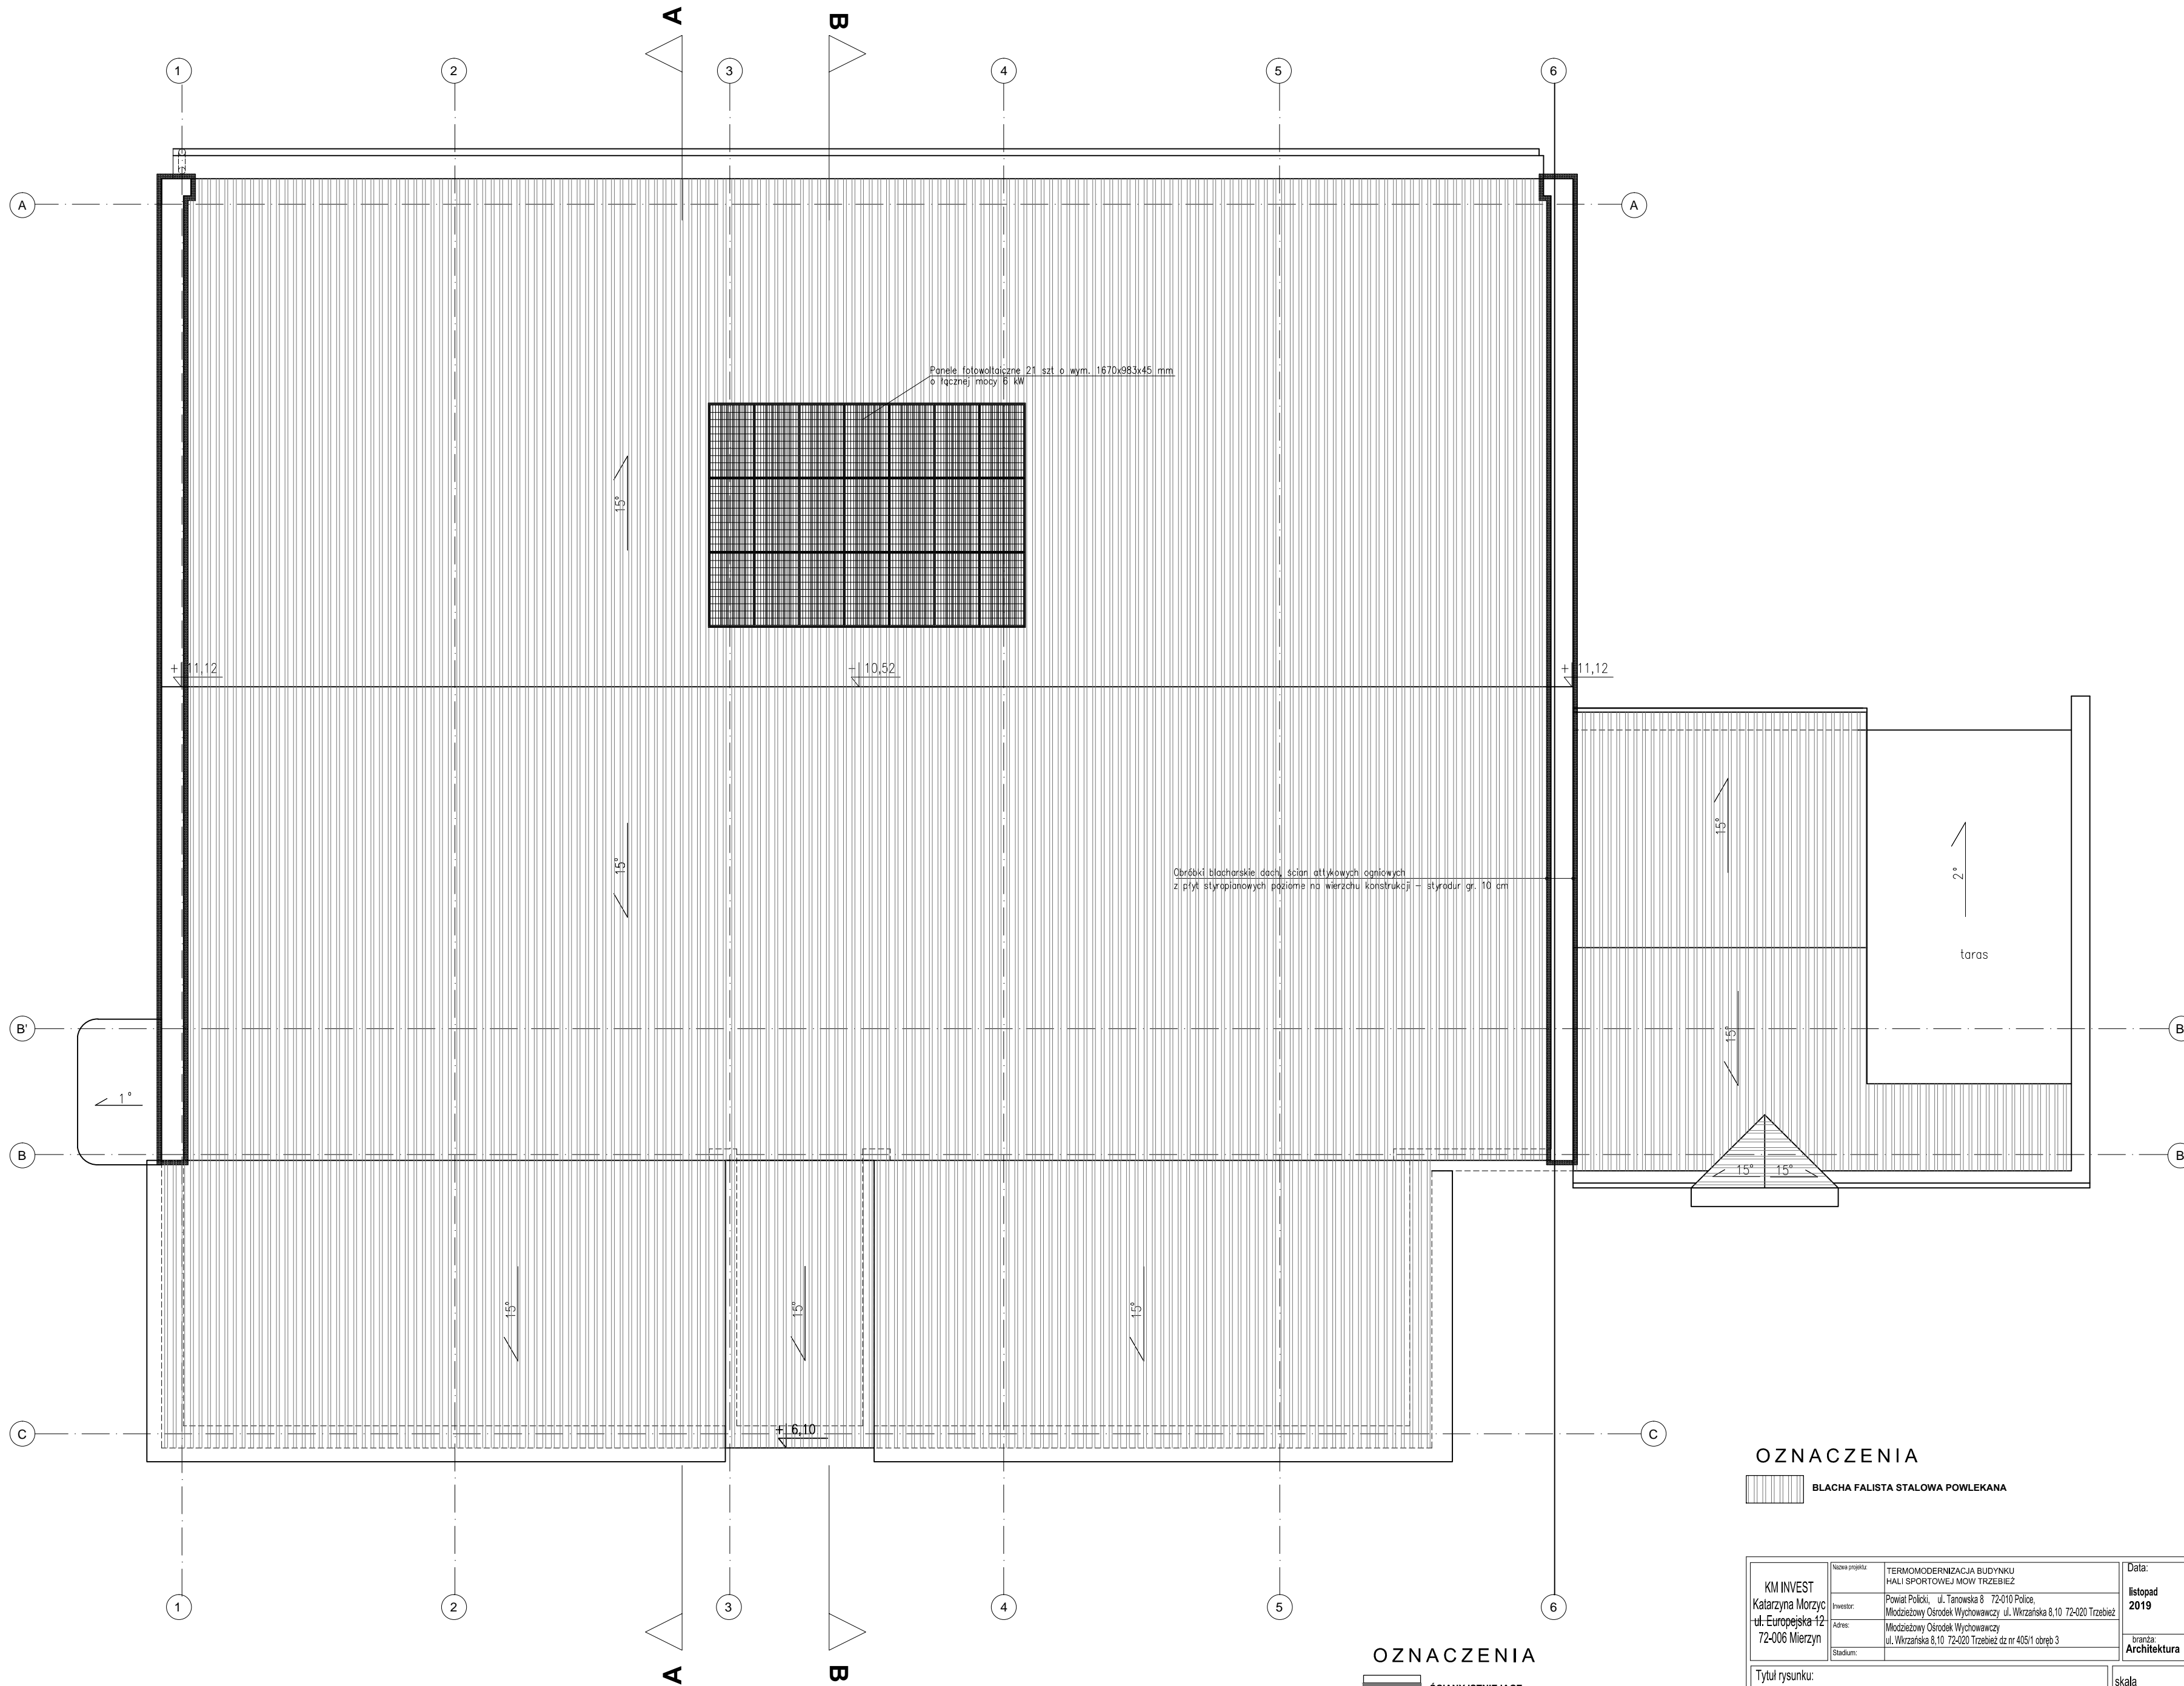 A B
1 2 3 4 5 6
A A
Panele fotowoltaiczne 21 szt o wym. 1670x983x45 mm
o łącznej mocy 6 kW
15°
+ 11,12
10,52
+ 11,12
15°
15°
2°
Obróbki blacharskie dach, ścian attykowych ogniowych
z płyt styropianowych poziome na wierzchu konstrukcji – styrodur gr. 10 cm
taras
B' B
15°
1°
B B
15° 15°
15° 15° 15°
+ 6,10
C C
OZNACZENIA
BLACHA FALISTA STALOWA POWLEKANA
1 2 3 4 5 6
A B
OZNACZENIA
KM INVEST
Katarzyna Morzyc
ul. Europejska 12
72-006 Mierzyn
Nazwa projektu:
TERMOMODERNIZACJA BUDYNKU
HALI SPORTOWEJ MOW TRZEBIEŻ
Inwestor:
Powiat Policki, ul. Tanowska 8 72-010 Police,
Młodzieżowy Ośrodek Wychowawczy ul. Wkrzańska 8,10 72-020 Trzebież
Adres:
Młodzieżowy Ośrodek Wychowawczy
ul. Wkrzańska 8,10 72-020 Trzebież dz nr 405/1 obręb 3
Stadium:
Data:
listopad
2019
branża:
Architektura
Tytuł rysunku:
skala